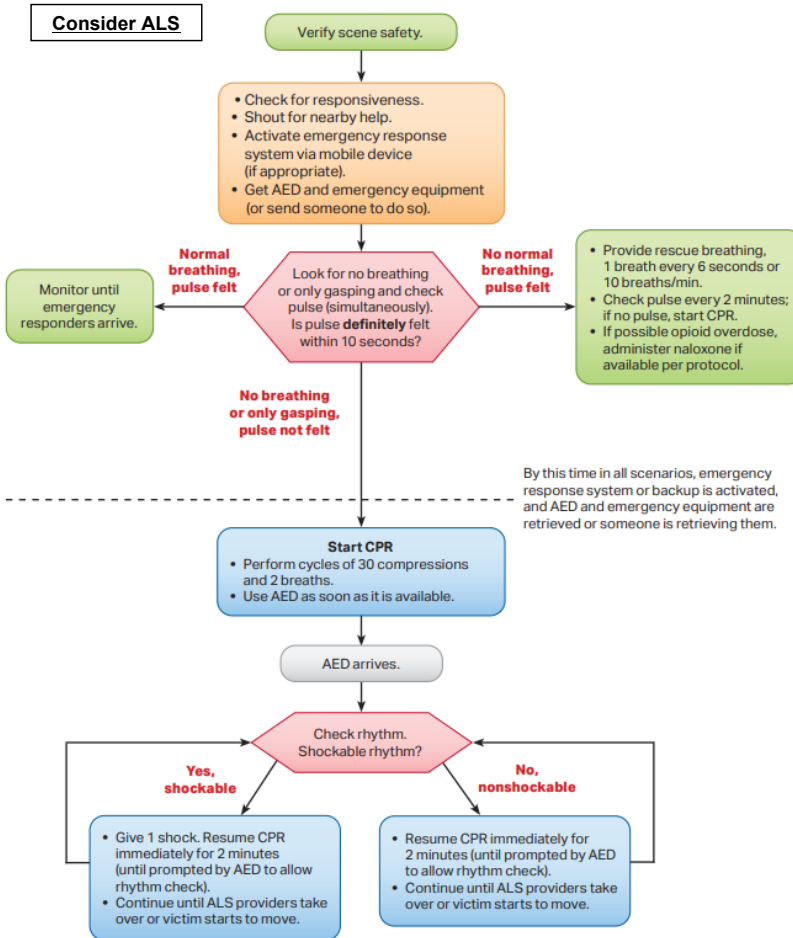 Consider ALS
Verify scene safety.
• Check for responsiveness.
• Shout for nearby help.
• Activate emergency response
system via mobile device
(if appropriate).
• Get AED and emergency equipment
(or send someone to do so).
Normal
breathing,
pulse felt
No normal
breathing,
pulse felt
Monitor until
emergency
responders arrive.
Look for no breathing
or only gasping and check
pulse (simultaneously).
Is pulse definitely felt
within 10 seconds?
• Provide rescue breathing,
1 breath every 6 seconds or
10 breaths/min.
• Check pulse every 2 minutes;
if no pulse, start CPR.
• If possible opioid overdose,
administer naloxone if
available per protocol.
No breathing
or only gasping,
pulse not felt
By this time in all scenarios, emergency
response system or backup is activated,
and AED and emergency equipment are
retrieved or someone is retrieving them.
Start CPR
• Perform cycles of 30 compressions
and 2 breaths.
• Use AED as soon as it is available.
AED arrives.
Check rhythm.
Shockable rhythm?
Yes,
shockable
No,
nonshockable
• Give 1 shock. Resume CPR
immediately for 2 minutes
(until prompted by AED to allow
rhythm check).
• Continue until ALS providers take
over or victim starts to move.
• Resume CPR immediately for
2 minutes (until prompted by AED
to allow rhythm check).
• Continue until ALS providers take
over or victim starts to move.